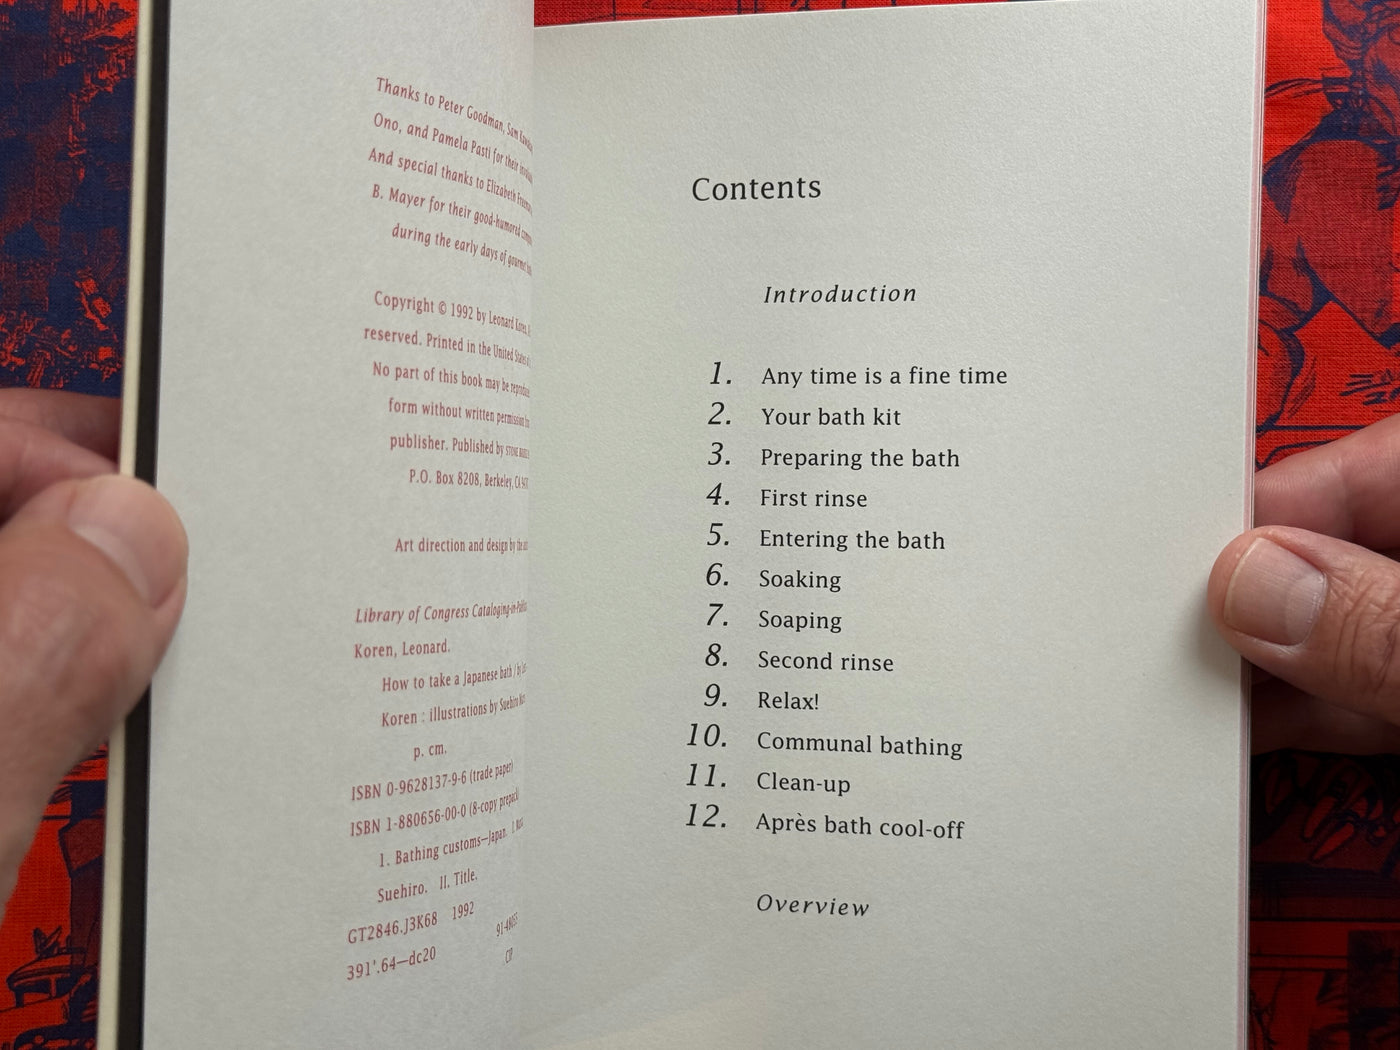 Thanks to Peter Goodman, Sam
Ono, and Pamela Pasti for their
And special thanks to Elizabeth
B. Mayer for their good-humored
during the early days of gourmet
Copyright © 1992 by Leonard Koren.
reserved. Printed in the United States
No part of this book may be
form without written permission
publisher. Published by STONE
P.O. Box 8208, Berkeley, CA
Art direction and design by the
Library of Congress Cataloging-in-
Koren, Leonard.
How to take a Japanese bath / by
Koren : illustrations by Suehiro
p. cm.
ISBN 0-9628137-9-6 (trade paper)
ISBN 1-880656-00-0 (8-copy prepack)
1. Bathing customs—Japan. I.
Suehiro. II. Title.
GT2846.J3K68 1992
391'.64—dc20
CIP
Contents
Introduction
1. Any time is a fine time
2. Your bath kit
3. Preparing the bath
4. First rinse
5. Entering the bath
6. Soaking
7. Soaping
8. Second rinse
9. Relax!
10. Communal bathing
11. Clean-up
12. Après bath cool-off
Overview